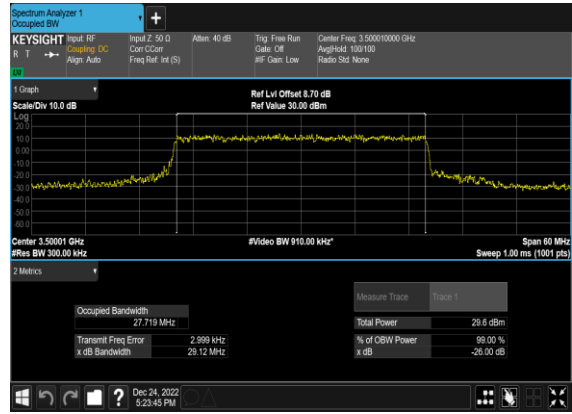 Spectrum Analyzer 1
Occupied BW
+
KEYSIGHT Input: RF Input Z: 50 Ω Atten: 40 dB Trig: Free Run Center Freq: 3.500010000 GHz
R T Coupling: DC Corr CCorr Gate: Off Avg|Hold: 100/100
Align: Auto Freq Ref: Int (S) #IF Gain: Low Radio Std: None
LW
1 Graph
Ref Lvl Offset 8.70 dB
Scale/Div 10.0 dB Ref Value 30.00 dBm
Log
20.0
10.0
0.00
-10.0
-20.0
-30.0
-40.0
-50.0
-60.0
Center 3.50001 GHz #Video BW 910.00 kHz* Span 60 MHz
#Res BW 300.00 kHz Sweep 1.00 ms (1001 pts)
2 Metrics
Measure Trace Trace 1
Occupied Bandwidth
27.719 MHz Total Power 29.6 dBm
Transmit Freq Error 2.999 kHz % of OBW Power 99.00 %
x dB Bandwidth 29.12 MHz x dB -26.00 dB
? Dec 24, 2022
5:23:45 PM